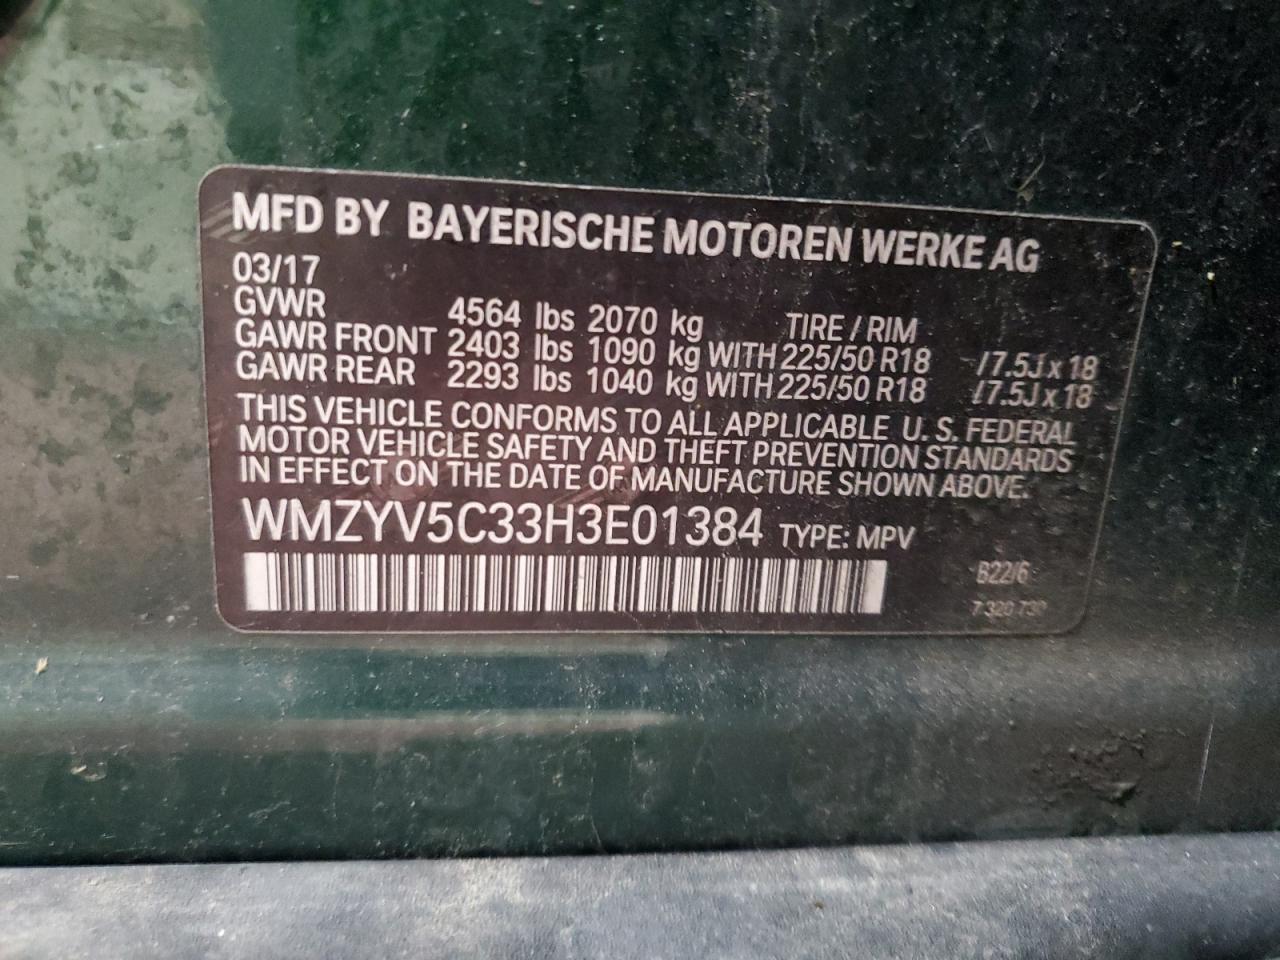 MFD BY BAYERISCHE MOTOREN WERKE AG
03/17
GVWR 4564 lbs 2070 kg TIRE / RIM
GAWR FRONT 2403 lbs 1090 kg WITH 225/50 R18 /7.5J x 18
GAWR REAR 2293 lbs 1040 kg WITH 225/50 R18 /7.5J x 18
THIS VEHICLE CONFORMS TO ALL APPLICABLE U. S. FEDERAL
MOTOR VEHICLE SAFETY AND THEFT PREVENTION STANDARDS
IN EFFECT ON THE DATE OF MANUFACTURE SHOWN ABOVE.
WMZYV5C33H3E01384 TYPE: MPV
B22/6
7 320 730